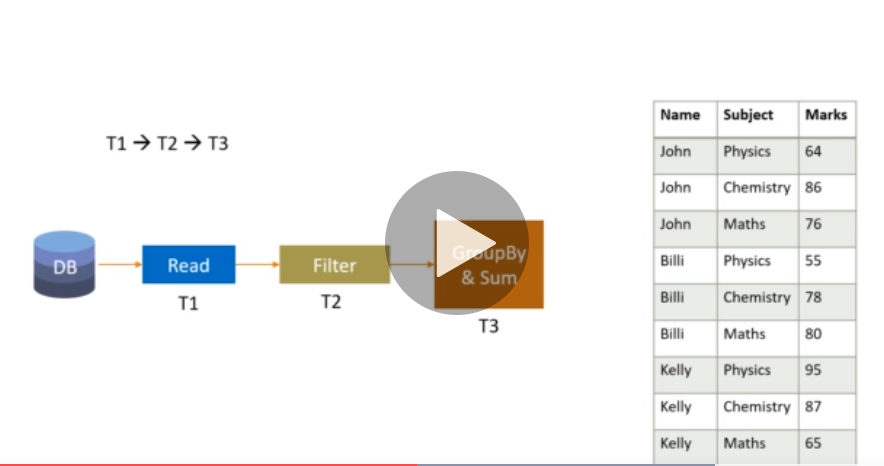 T1 → T2 → T3
DB
Read
Filter
GroupBy
& Sum
T1
T2
T3
Name Subject Marks
John Physics 64
John Chemistry 86
John Maths 76
Billi Physics 55
Billi Chemistry 78
Billi Maths 80
Kelly Physics 95
Kelly Chemistry 87
Kelly Maths 65